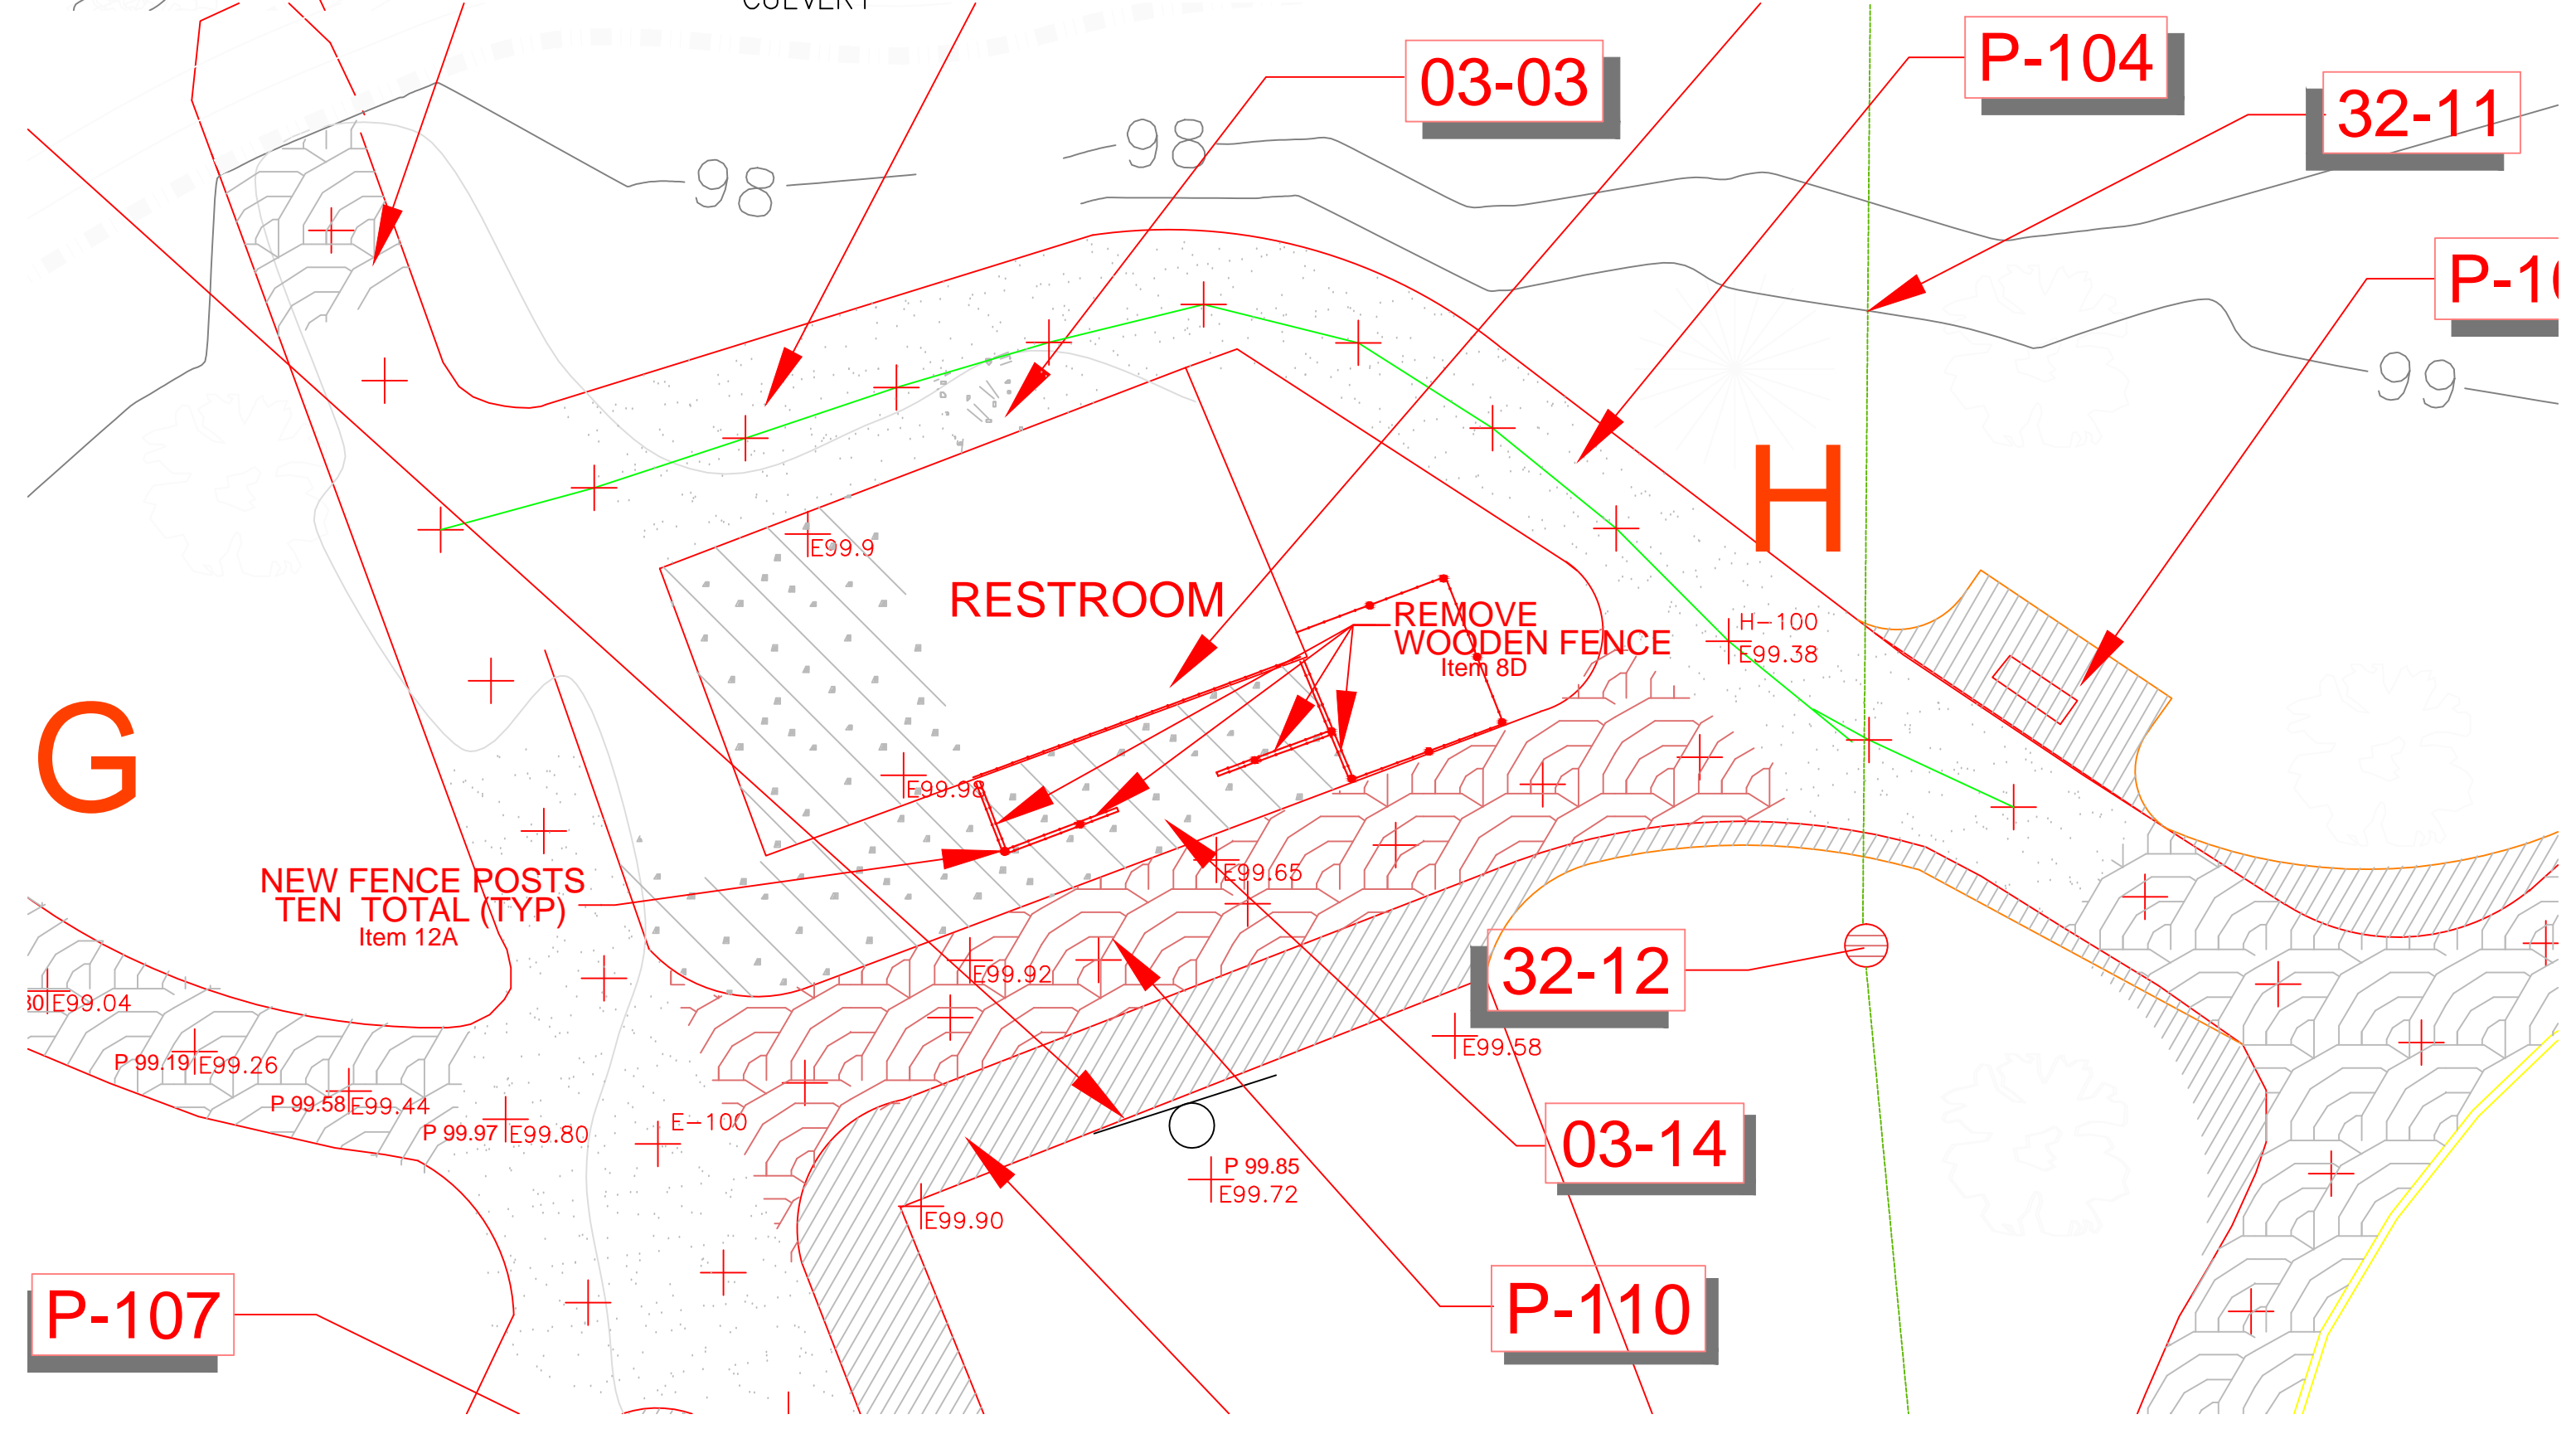 CULVERT
03-03
P-104
32-11
98
98
P-10
99
E99.9
RESTROOM
REMOVE
WOODEN FENCE
Item 8D
H
H-100
E99.38
G
E99.98
NEW FENCE POSTS
TEN TOTAL (TYP)
Item 12A
E99.65
32-12
E99.92
30 E99.04
P 99.19 E99.26
E99.58
P 99.58 E99.44
P 99.97 E99.80
E-100
03-14
P 99.85
E99.72
E99.90
P-107
P-110